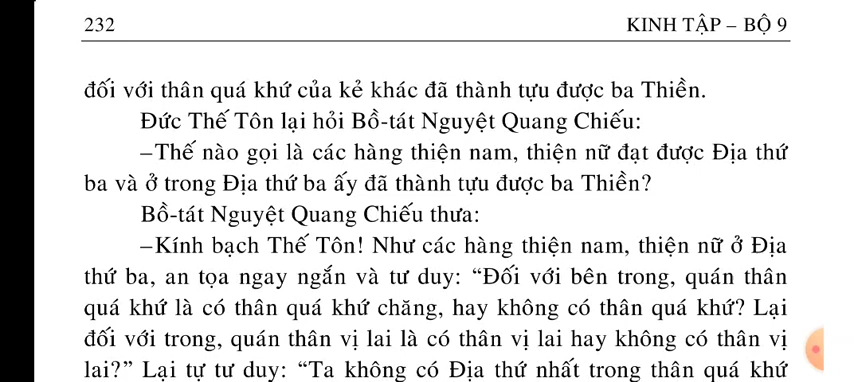 232
KINH TẬP – BỘ 9
đối với thân quá khứ của kẻ khác đã thành tựu được ba Thiền.
Đức Thế Tôn lại hỏi Bồ-tát Nguyệt Quang Chiếu:
–Thế nào gọi là các hàng thiện nam, thiện nữ đạt được Địa thứ
ba và ở trong Địa thứ ba ấy đã thành tựu được ba Thiền?
Bồ-tát Nguyệt Quang Chiếu thưa:
–Kính bạch Thế Tôn! Như các hàng thiện nam, thiện nữ ở Địa
thứ ba, an tọa ngay ngắn và tư duy: “Đối với bên trong, quán thân
quá khứ là có thân quá khứ chăng, hay không có thân quá khứ? Lại
đối với trong, quán thân vị lai là có thân vị lai hay không có thân vị
lai?” Lại tự tư duy: “Ta không có Địa thứ nhất trong thân quá khứ